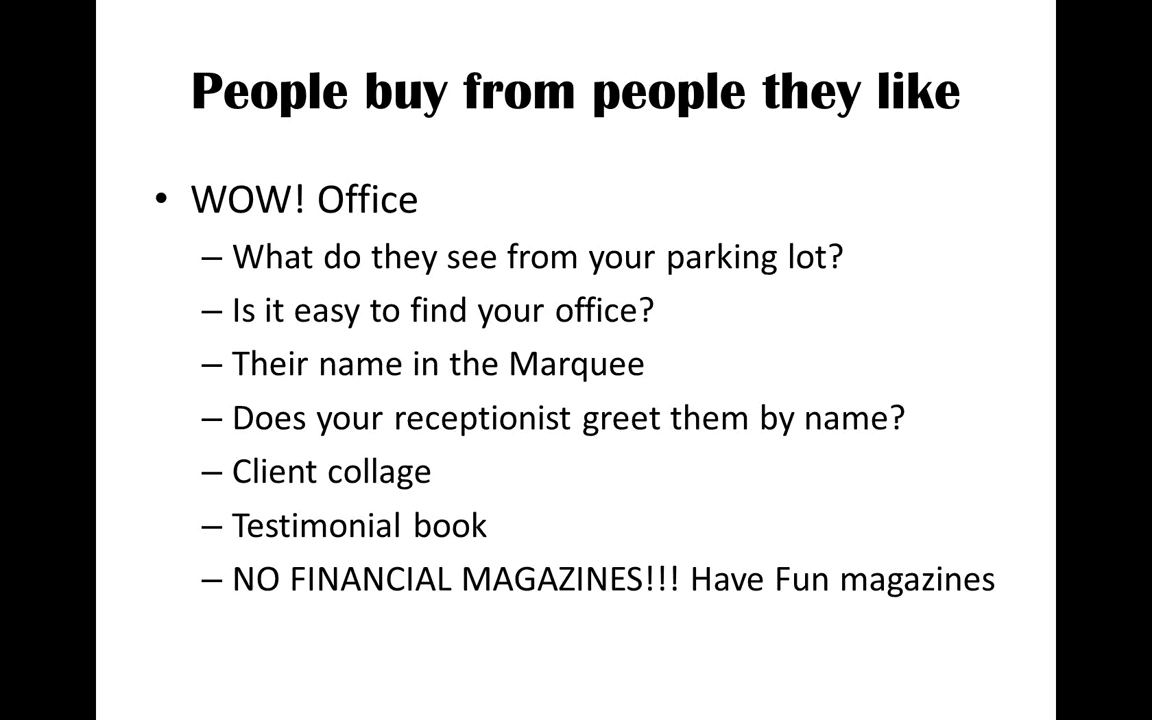 People buy from people they like
• WOW! Office
– What do they see from your parking lot?
– Is it easy to find your office?
– Their name in the Marquee
– Does your receptionist greet them by name?
– Client collage
– Testimonial book
– NO FINANCIAL MAGAZINES!!! Have Fun magazines